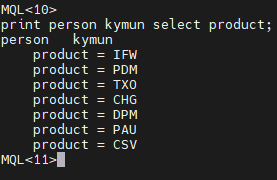 MQL<10>
print person kymun select product;
person   kymun
    product = IFW
    product = PDM
    product = TXO
    product = CHG
    product = DPM
    product = PAU
    product = CSV
MQL<11>